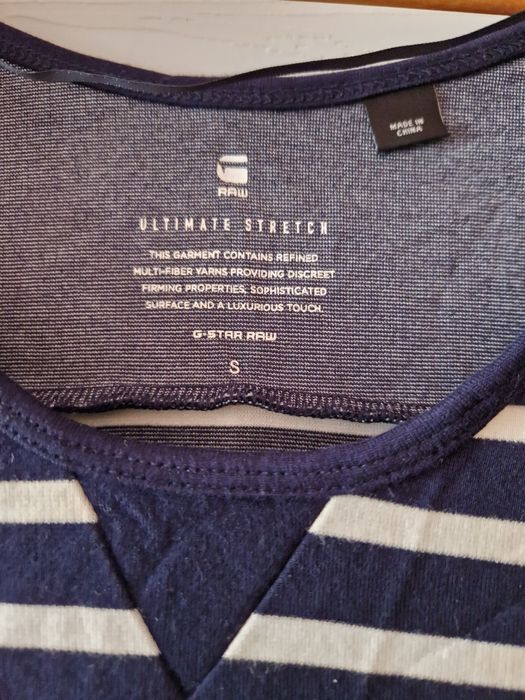 MADE IN
CHINA
RAW
ULTIMATE STRETCH
THIS GARMENT CONTAINS REFINED
MULTI-FIBER YARNS PROVIDING DISCREET
FIRMING PROPERTIES, SOPHISTICATED
SURFACE AND A LUXURIOUS TOUCH.
G-STAR RAW
S